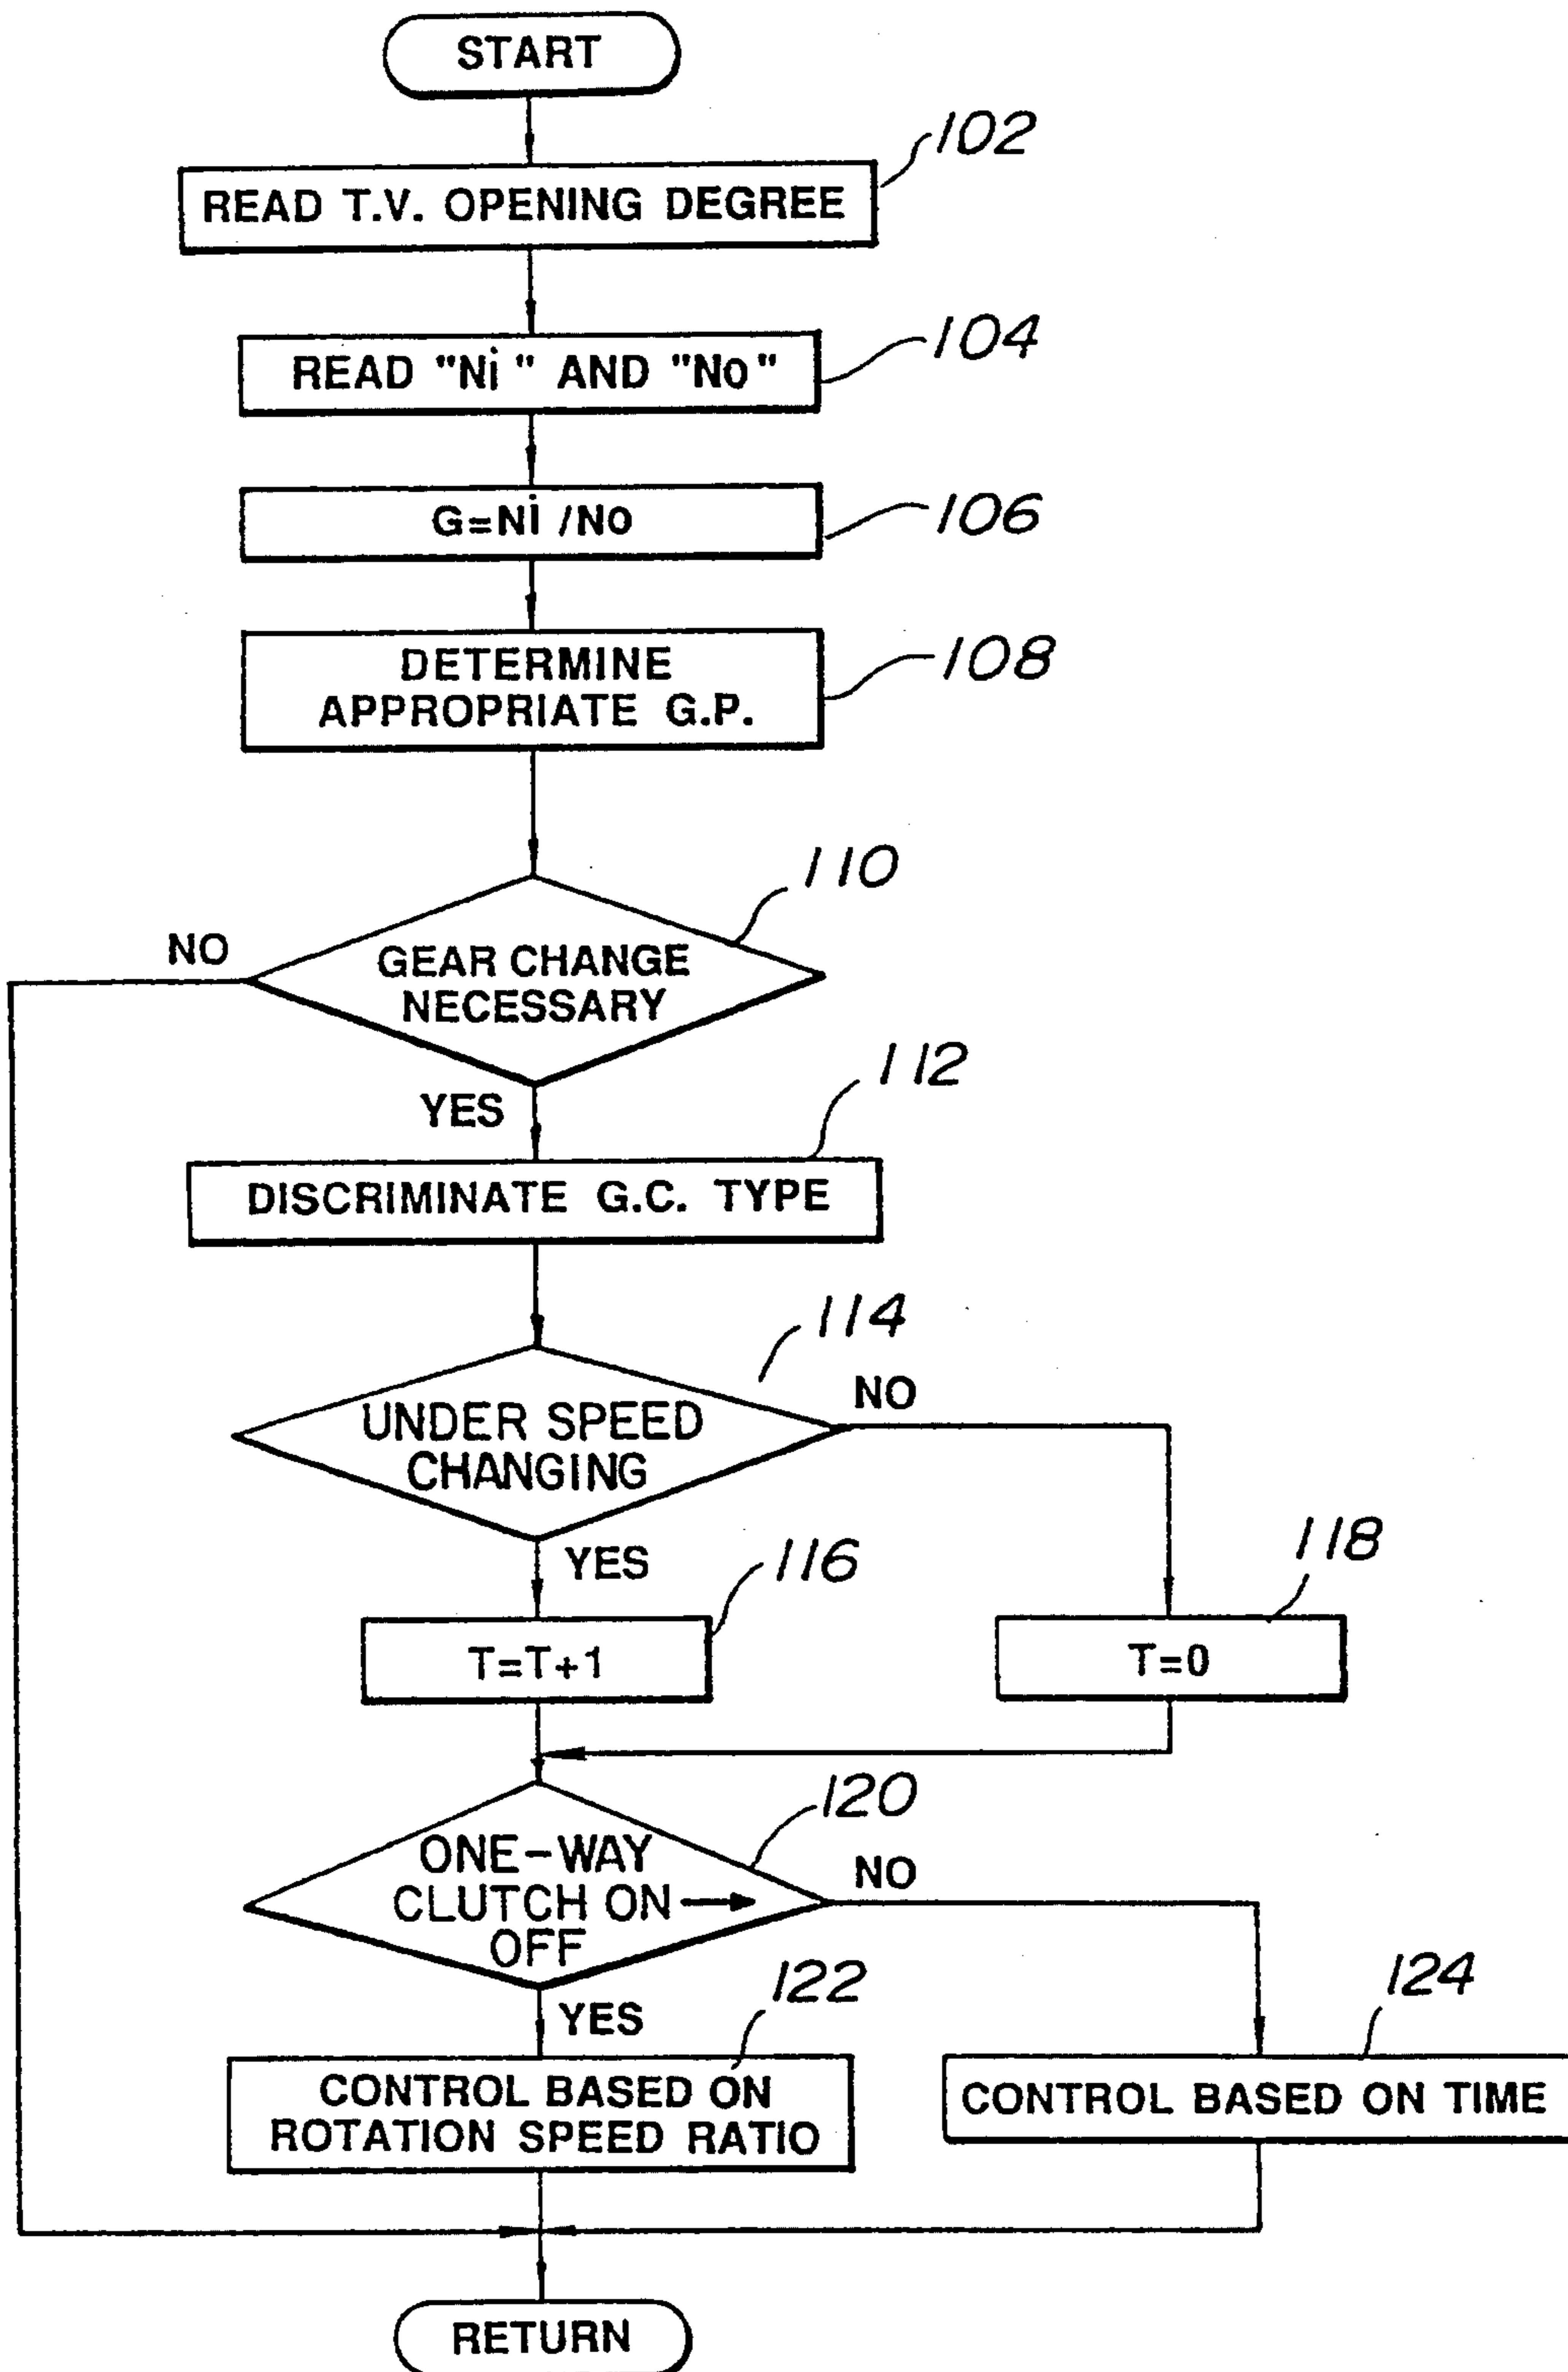 START
102
READ T.V. OPENING DEGREE
104
READ "Ni" AND "No"
106
G=Ni/No
108
DETERMINE
APPROPRIATE G.P.
110
NO
GEAR CHANGE
NECESSARY
YES
112
DISCRIMINATE G.C. TYPE
114
NO
UNDER SPEED
CHANGING
YES
116
118
T=T+1
T=0
120
NO
ONE-WAY
CLUTCH ON →
OFF
YES
122
124
CONTROL BASED ON
ROTATION SPEED RATIO
CONTROL BASED ON TIME
RETURN